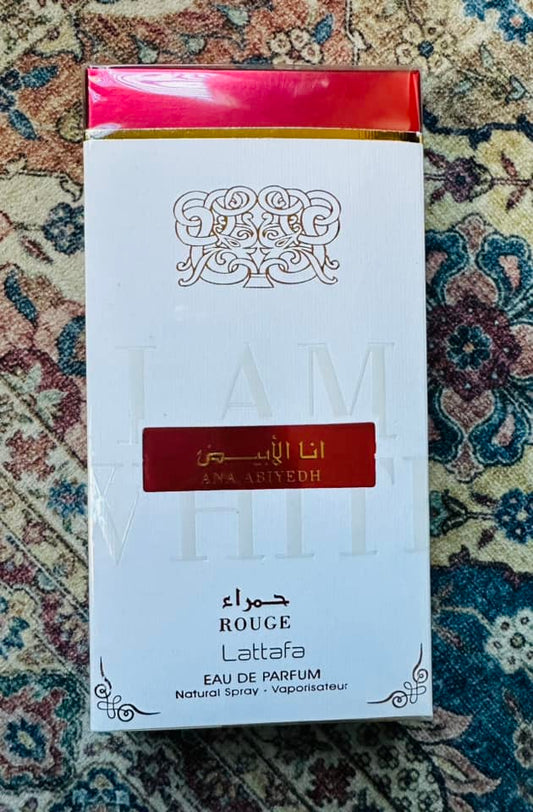 I AM
انا الأبيض
ANA ABIYEDH
WHITE
حمراء
ROUGE
Lattafa
EAU DE PARFUM
Natural Spray - Vaporisateur